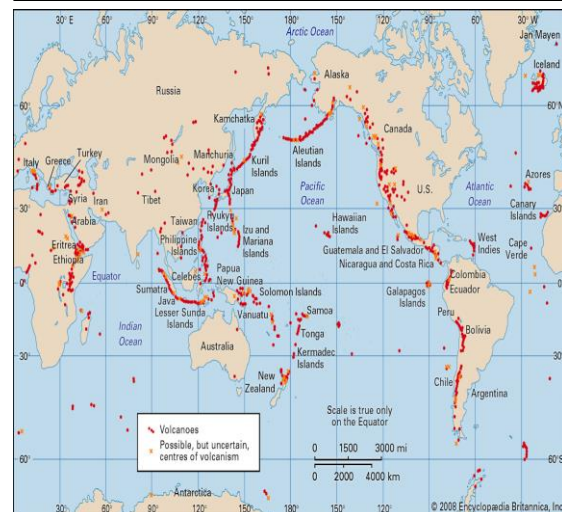 30° E 60° 90° 120° 150° 180° 150° 120° 90° 60° 30° W
Arctic Ocean
Jan Mayen
Iceland
Alaska
Russia
60°
60°
Kamchatka
Canada
Aleutian
Islands
Italy
Greece
Turkey
Mongolia
Manchuria
Kuril
Islands
Korea
Japan
Pacific
Ocean
U.S.
Atlantic
Ocean
Azores
Syria
Iran
Tibet
30°
30°
Arabia
Taiwan
Ryukyu
Islands
Izu and
Mariana
Islands
Hawaiian
Islands
Canary
Islands
Eritrea
Ethiopia
Philippine
Islands
Guatemala and El Salvador
Nicaragua and Costa Rica
West
Indies
Cape
Verde
Equator
0°
0°
Celebes
Papua
New Guinea
Solomon Islands
Galapagos
Islands
Colombia
Ecuador
Sumatra
Java
Lesser Sunda
Islands
Vanuatu
Samoa
Tonga
Peru
Bolivia
Indian
Ocean
Australia
Kermadec
Islands
30°
30°
New
Zealand
Chile
Argentina
Volcanoes
Possible, but uncertain,
centres of volcanism
Scale is true only
on the Equator
0 1500 3000 mi
0 2000 4000 km
60°
60°S
30° 60° 90° 120° 150° 180° 150° 120° 90° 60° 30°
Antarctica
© 2008 Encyclopædia Britannica, Inc